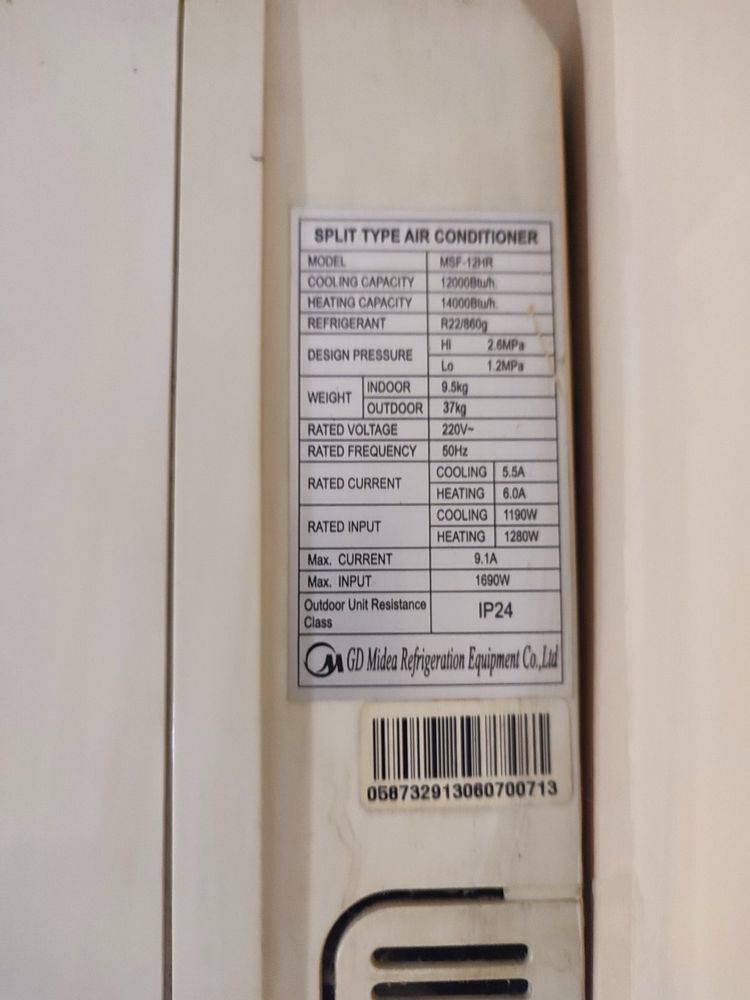 SPLIT TYPE AIR CONDITIONER
MODEL MSF-12HR
COOLING CAPACITY 12000Btu/h
HEATING CAPACITY 14000Btu/h
REFRIGERANT R22/860g
DESIGN PRESSURE Hi 2.6MPa
Lo 1.2MPa
WEIGHT INDOOR 9.5kg
OUTDOOR 37kg
RATED VOLTAGE 220V~
RATED FREQUENCY 50Hz
RATED CURRENT COOLING 5.5A
HEATING 6.0A
RATED INPUT COOLING 1190W
HEATING 1280W
Max. CURRENT 9.1A
Max. INPUT 1690W
Outdoor Unit Resistance
Class IP24
GD Midea Refrigeration Equipment Co.,Ltd
058732913060700713